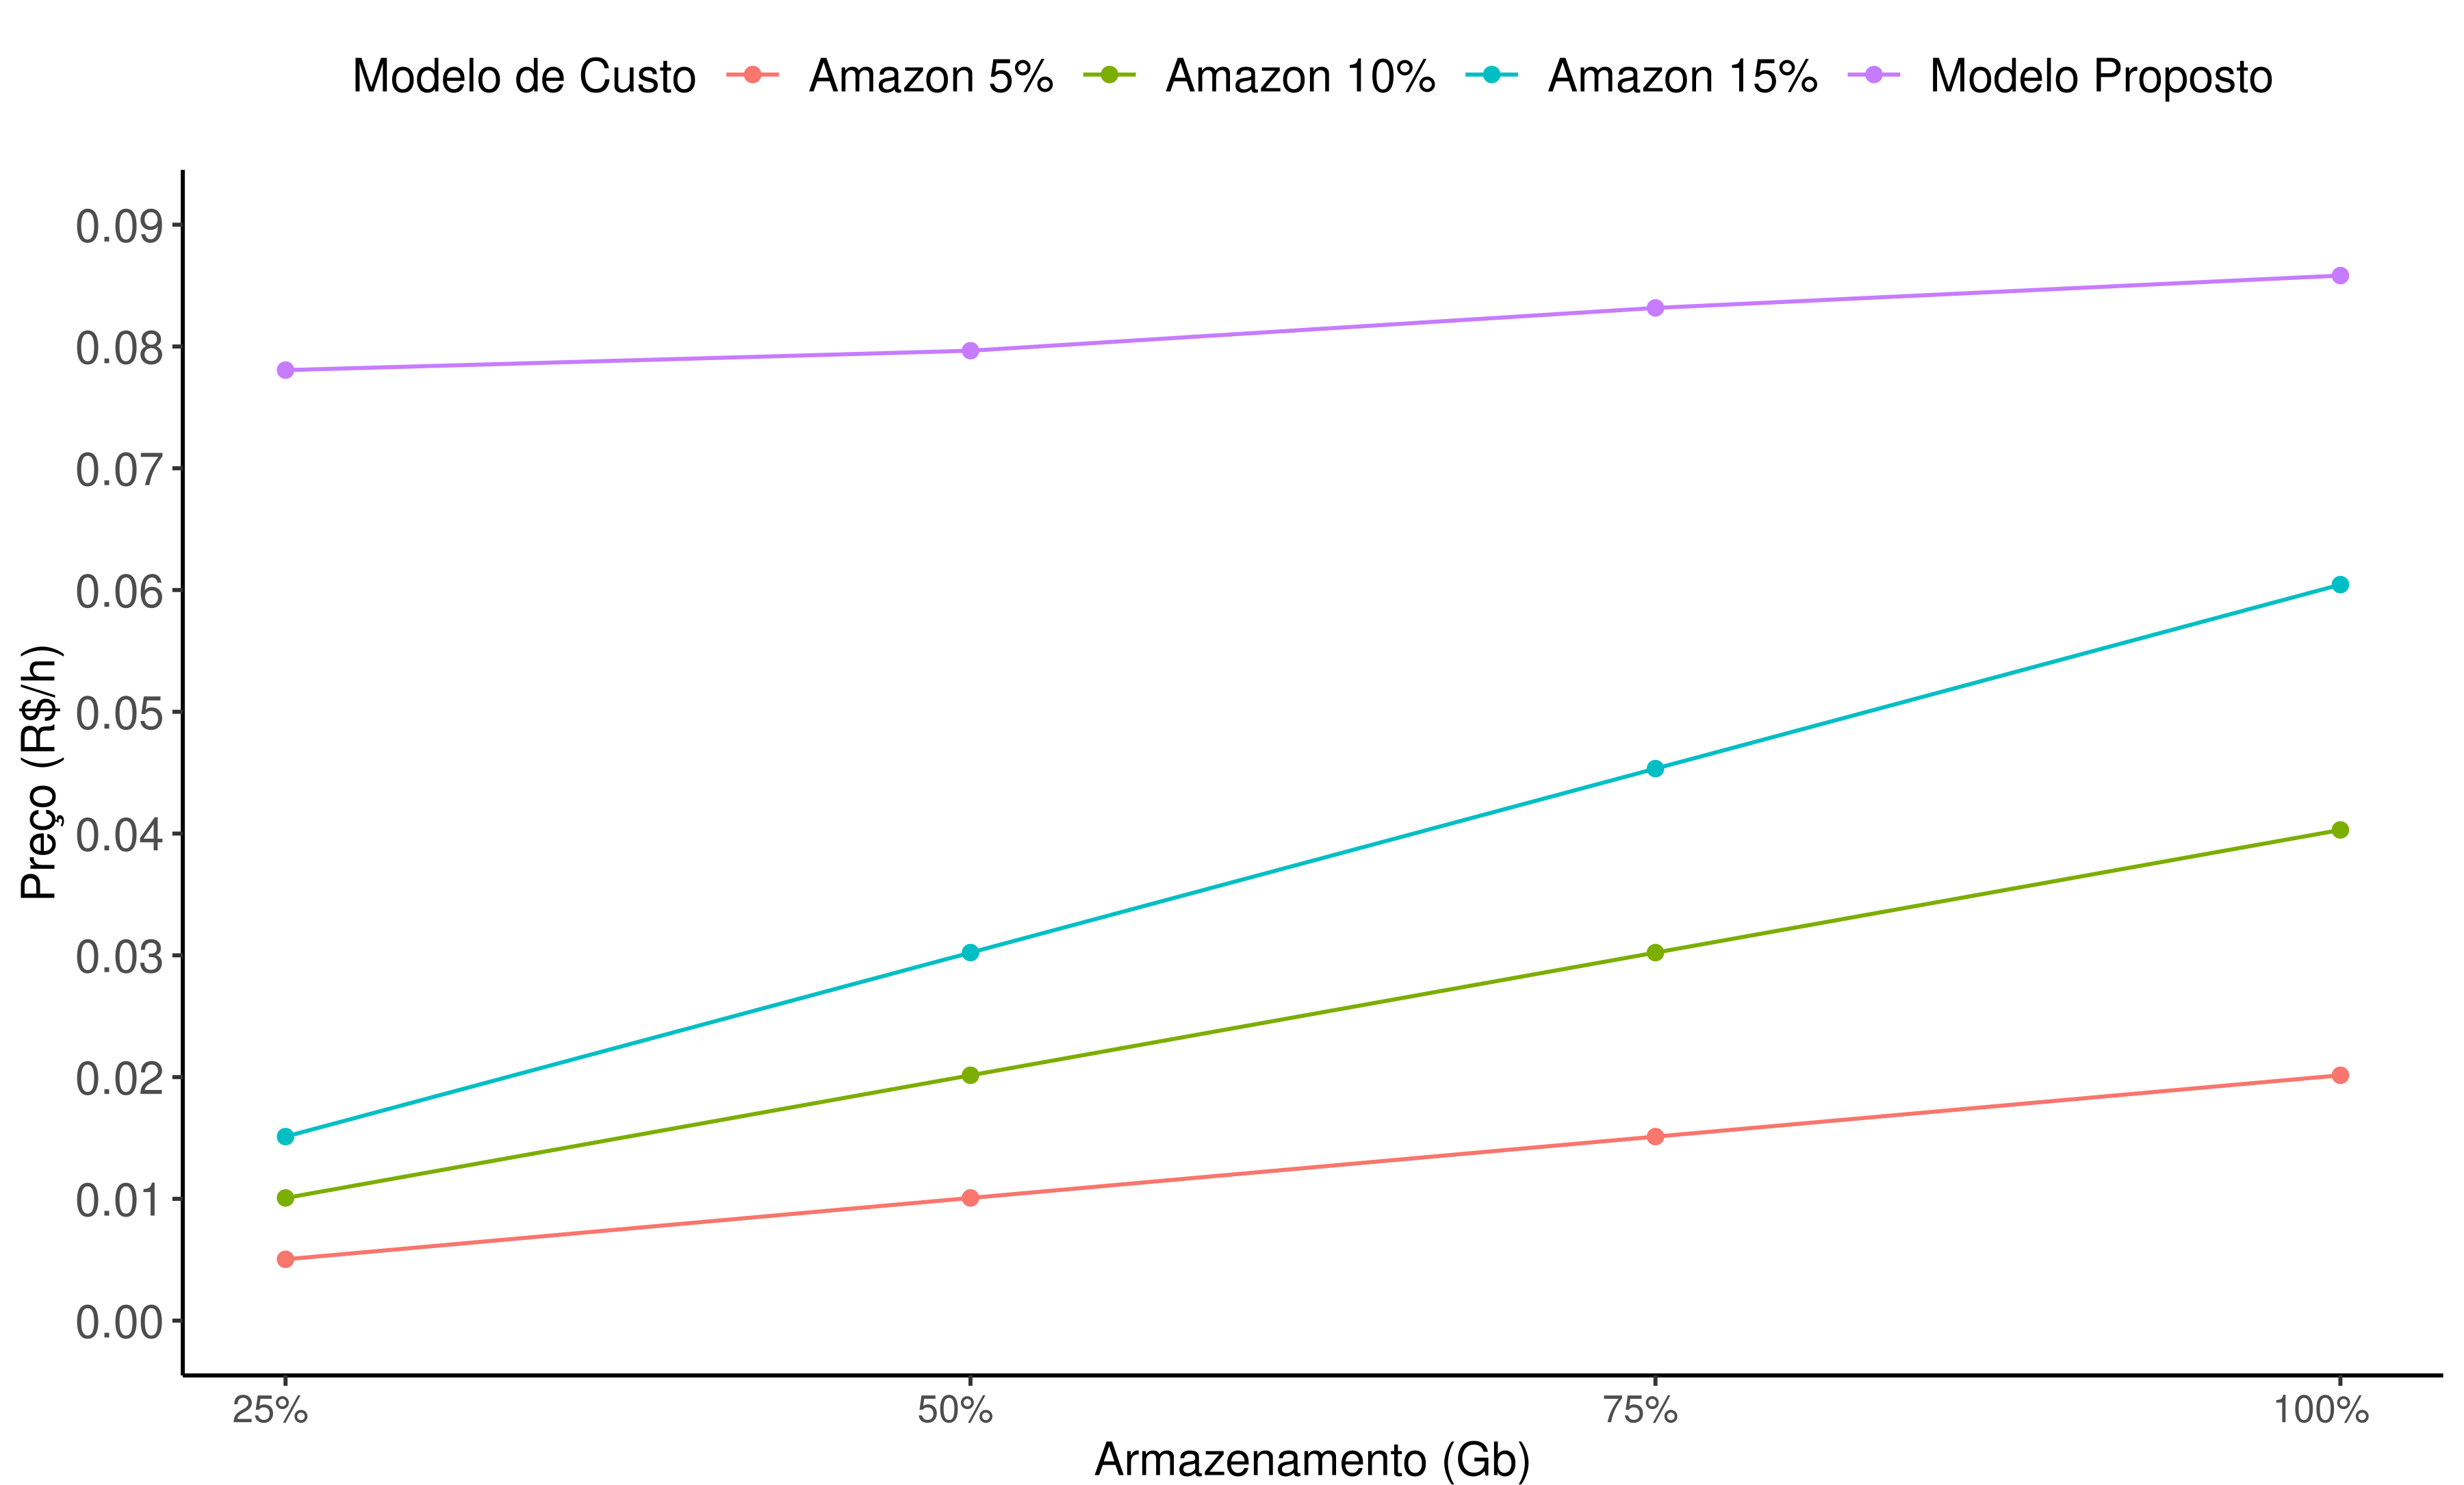 Modelo de Custo Amazon 5% Amazon 10% Amazon 15% Modelo Proposto
0.09
0.08
0.07
0.06
0.05
0.04
0.03
0.02
0.01
0.00
Preço (R$/h)
25% 50% 75% 100%
Armazenamento (Gb)